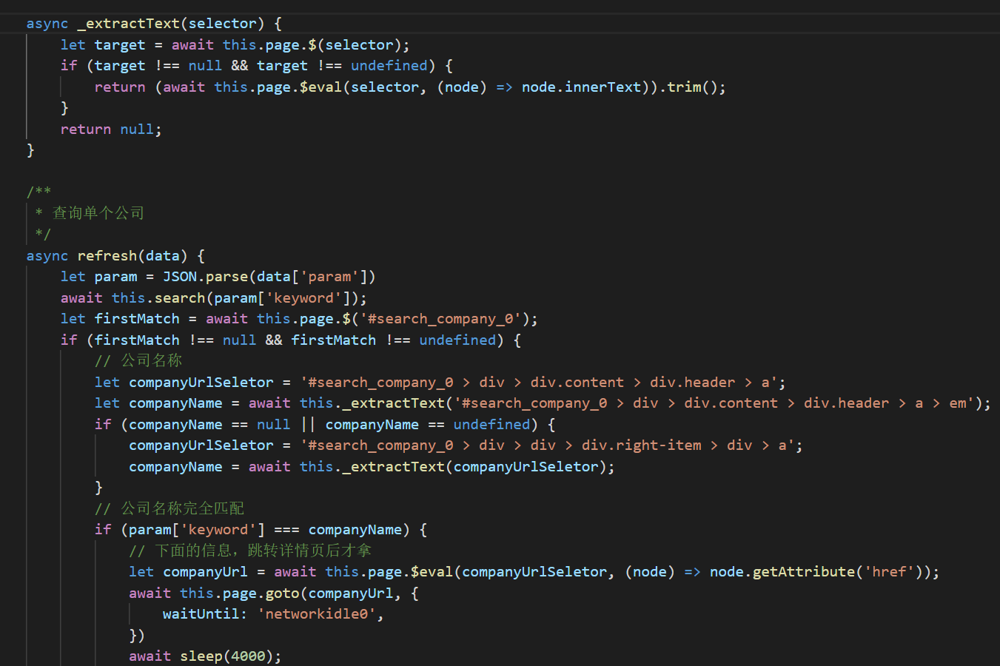 async _extractText(selector) {
let target = await this.page.$(selector);
if (target !== null && target !== undefined) {
return (await this.page.$eval(selector, (node) => node.innerText)).trim();
}
return null;
}
/**
* 查询单个公司
*/
async refresh(data) {
let param = JSON.parse(data['param'])
await this.search(param['keyword']);
let firstMatch = await this.page.$('#search_company_0');
if (firstMatch !== null && firstMatch !== undefined) {
// 公司名称
let companyUrlSeletor = '#search_company_0 > div > div.content > div.header > a';
let companyName = await this._extractText('#search_company_0 > div > div.content > div.header > a > em');
if (companyName == null || companyName == undefined) {
companyUrlSeletor = '#search_company_0 > div > div > div.right-item > div > a';
companyName = await this._extractText(companyUrlSeletor);
}
// 公司名称完全匹配
if (param['keyword'] === companyName) {
// 下面的信息，跳转详情页后才拿
let companyUrl = await this.page.$eval(companyUrlSeletor, (node) => node.getAttribute('href'));
await this.page.goto(companyUrl, {
waitUntil: 'networkidle0',
})
await sleep(4000);